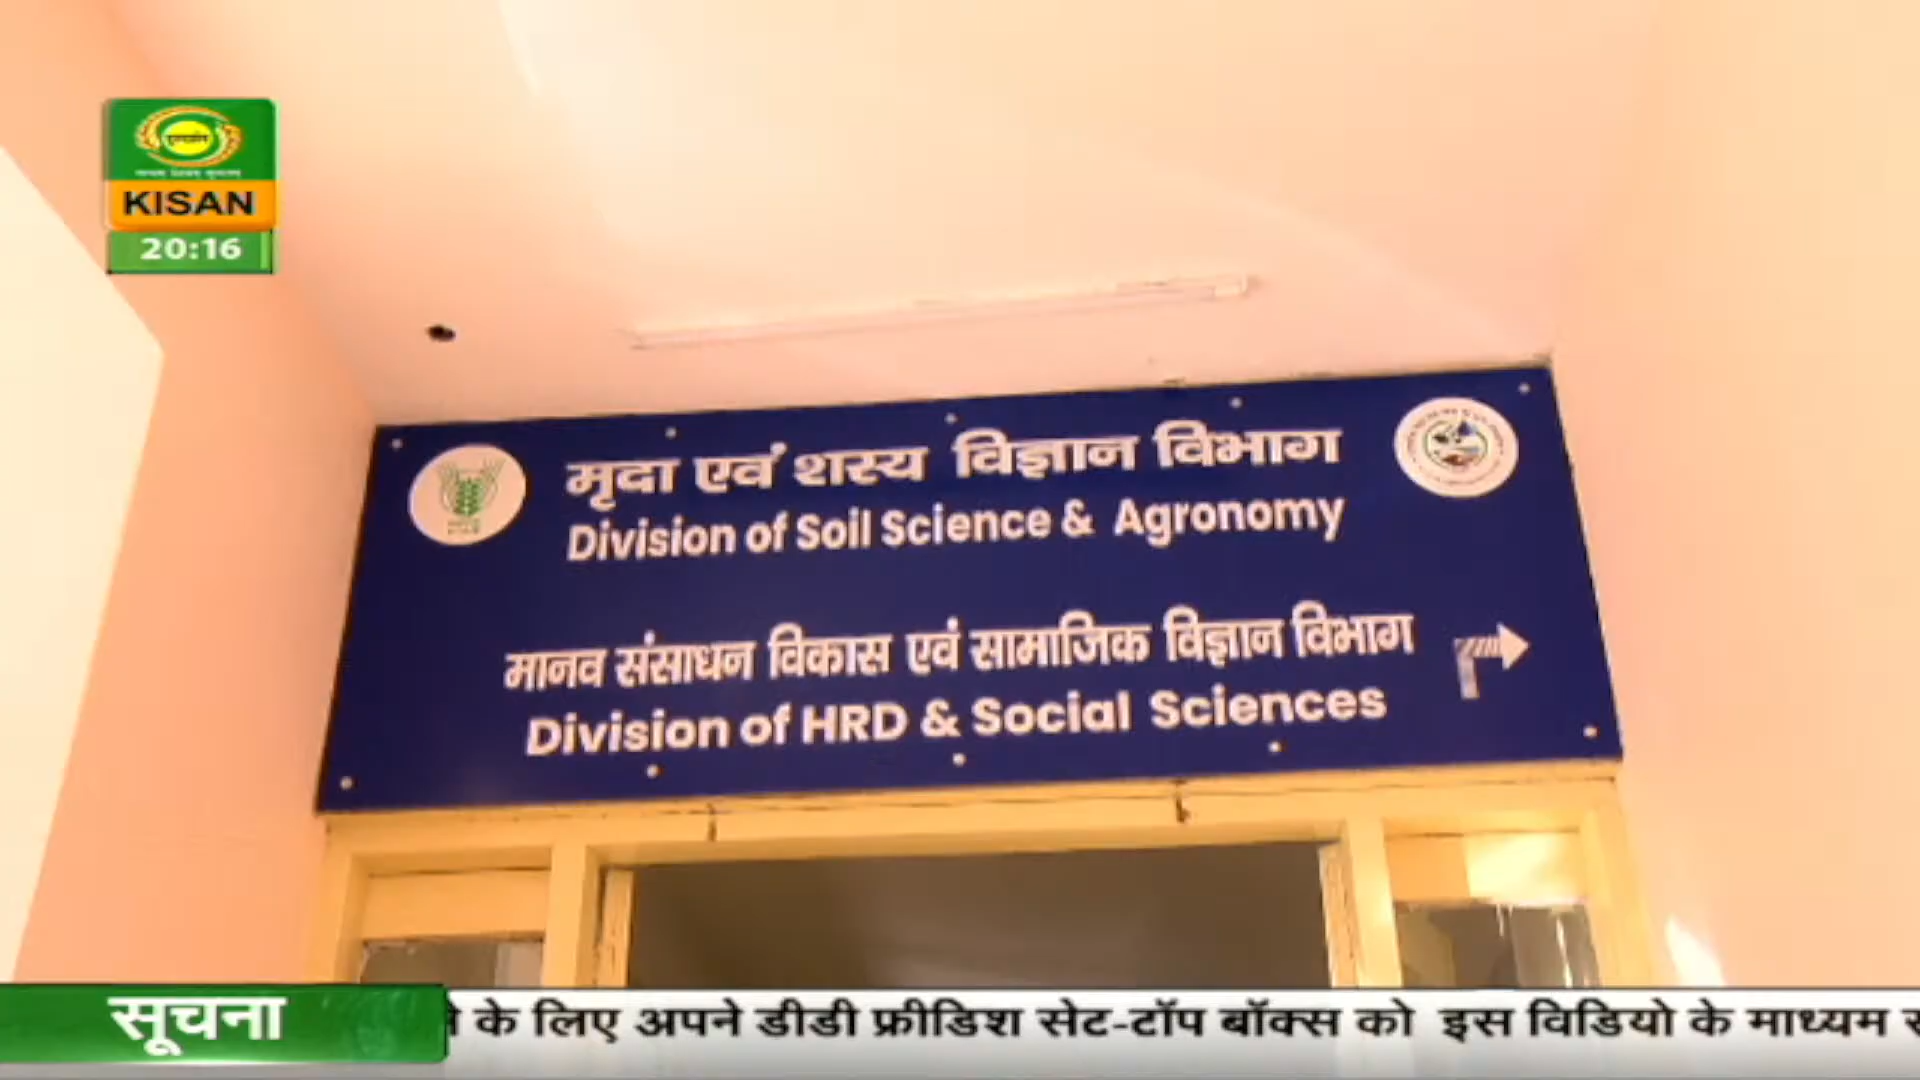 KISAN
20:16
मृदा एवं शस्य विज्ञान विभाग
Division of Soil Science & Agronomy
मानव संसाधन विकास एवं सामाजिक विज्ञान विभाग
Division of HRD & Social Sciences
सूचना
के लिए अपने डीडी फ्रीडिश सेट-टॉप बॉक्स को इस विडियो के माध्यम